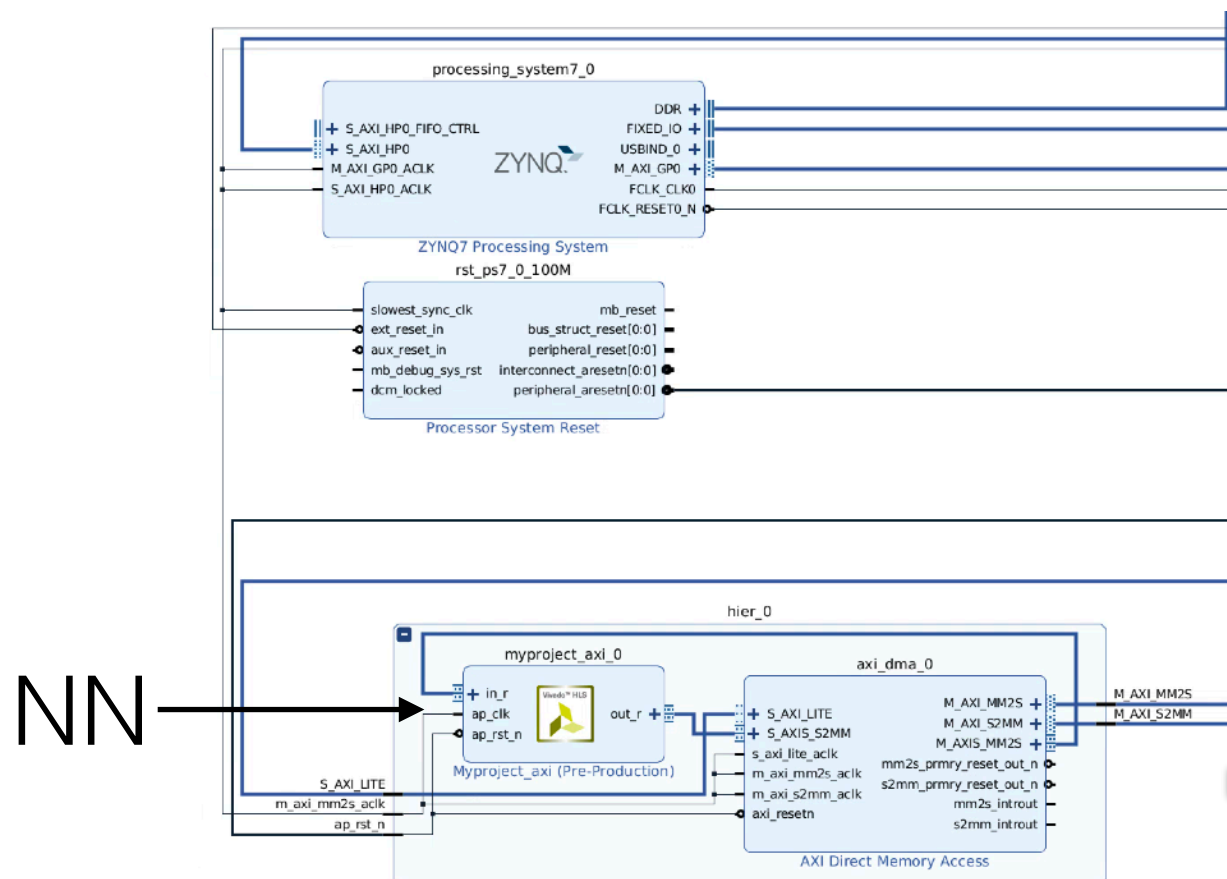 processing_system7_0
DDR
S_AXI_HP0_FIFO_CTRL
FIXED_IO
S_AXI_HP0
USBIND_0
M_AXI_GP0_ACLK
ZYNQ
M_AXI_GP0
S_AXI_HP0_ACLK
FCLK_CLK0
FCLK_RESET0_N
ZYNQ7 Processing System
rst_ps7_0_100M
slowest_sync_clk
mb_reset
ext_reset_in
bus_struct_reset[0:0]
aux_reset_in
peripheral_reset[0:0]
mb_debug_sys_rst
interconnect_aresetn[0:0]
dcm_locked
peripheral_aresetn[0:0]
Processor System Reset
hier_0
NN
myproject_axi_0
in_r
Vivado™ HLS
ap_clk
out_r
ap_rst_n
Myproject_axi (Pre-Production)
axi_dma_0
M_AXI_MM2S
S_AXI_LITE
M_AXI_S2MM
S_AXIS_S2MM
M_AXIS_MM2S
s_axi_lite_aclk
mm2s_prmry_reset_out_n
m_axi_mm2s_aclk
s2mm_prmry_reset_out_n
m_axi_s2mm_aclk
mm2s_introut
axi_resetn
s2mm_introut
AXI Direct Memory Access
M_AXI_MM2S
M_AXI_S2MM
S_AXI_LITE
m_axi_mm2s_aclk
ap_rst_n